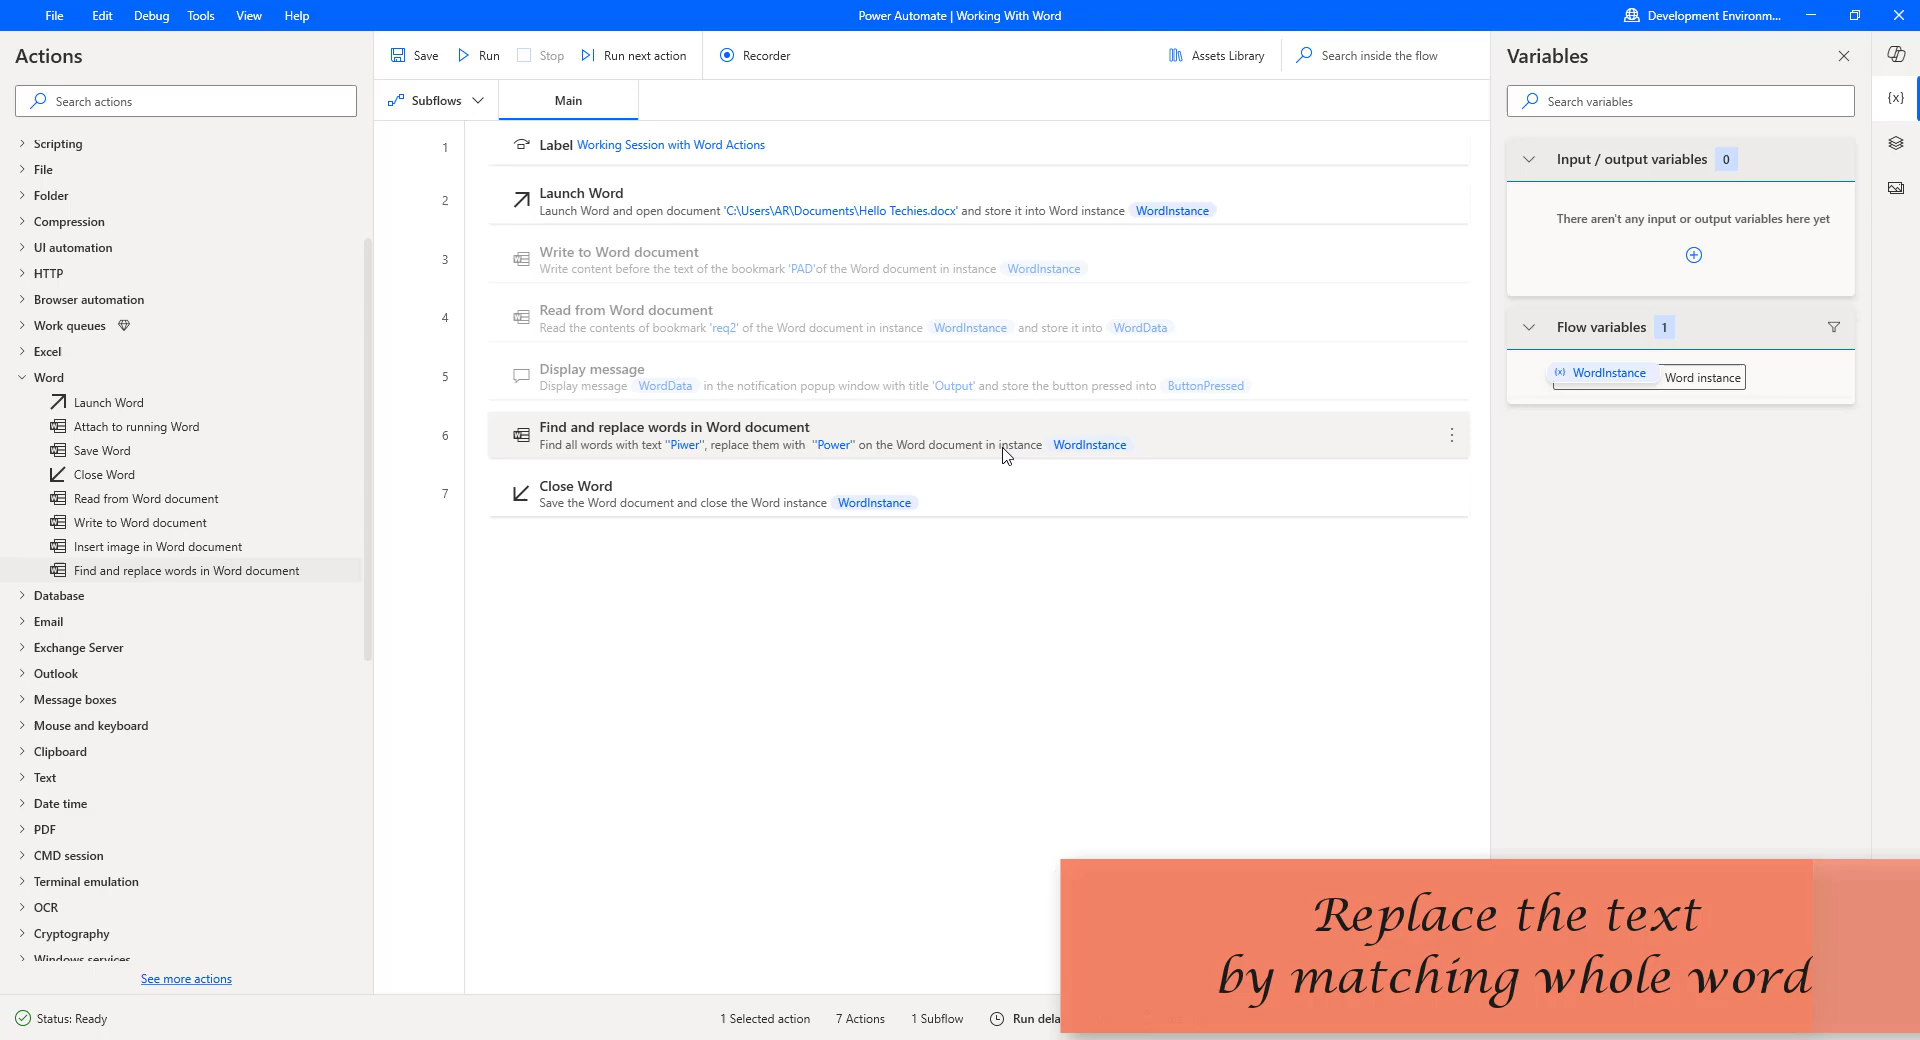 File Edit Debug Tools View Help
Power Automate | Working With Word
Development Environm...
Actions
Search actions
Scripting
File
Folder
Compression
UI automation
HTTP
Browser automation
Work queues
Excel
Word
Launch Word
Attach to running Word
Save Word
Close Word
Read from Word document
Write to Word document
Insert image in Word document
Find and replace words in Word document
Database
Email
Exchange Server
Outlook
Message boxes
Mouse and keyboard
Clipboard
Text
Date time
PDF
CMD session
Terminal emulation
OCR
Cryptography
Windows services
See more actions
Save Run Stop Run next action Recorder
Assets Library Search inside the flow
Subflows Main
1 Label Working Session with Word Actions
2 Launch Word
Launch Word and open document 'C:\Users\AR\Documents\Hello Techies.docx' and store it into Word instance WordInstance
3 Write to Word document
Write content before the text of the bookmark 'PAD'of the Word document in instance WordInstance
4 Read from Word document
Read the contents of bookmark 'req2' of the Word document in instance WordInstance and store it into WordData
5 Display message
Display message WordData in the notification popup window with title 'Output' and store the button pressed into ButtonPressed
6 Find and replace words in Word document
Find all words with text "Piwer", replace them with "Power" on the Word document in instance WordInstance
7 Close Word
Save the Word document and close the Word instance WordInstance
Variables
{x}
Search variables
Input / output variables 0
There aren't any input or output variables here yet
Flow variables 1
(x) WordInstance Word instance
Replace the text
by matching whole word
Status: Ready
1 Selected action 7 Actions 1 Subflow Run dela